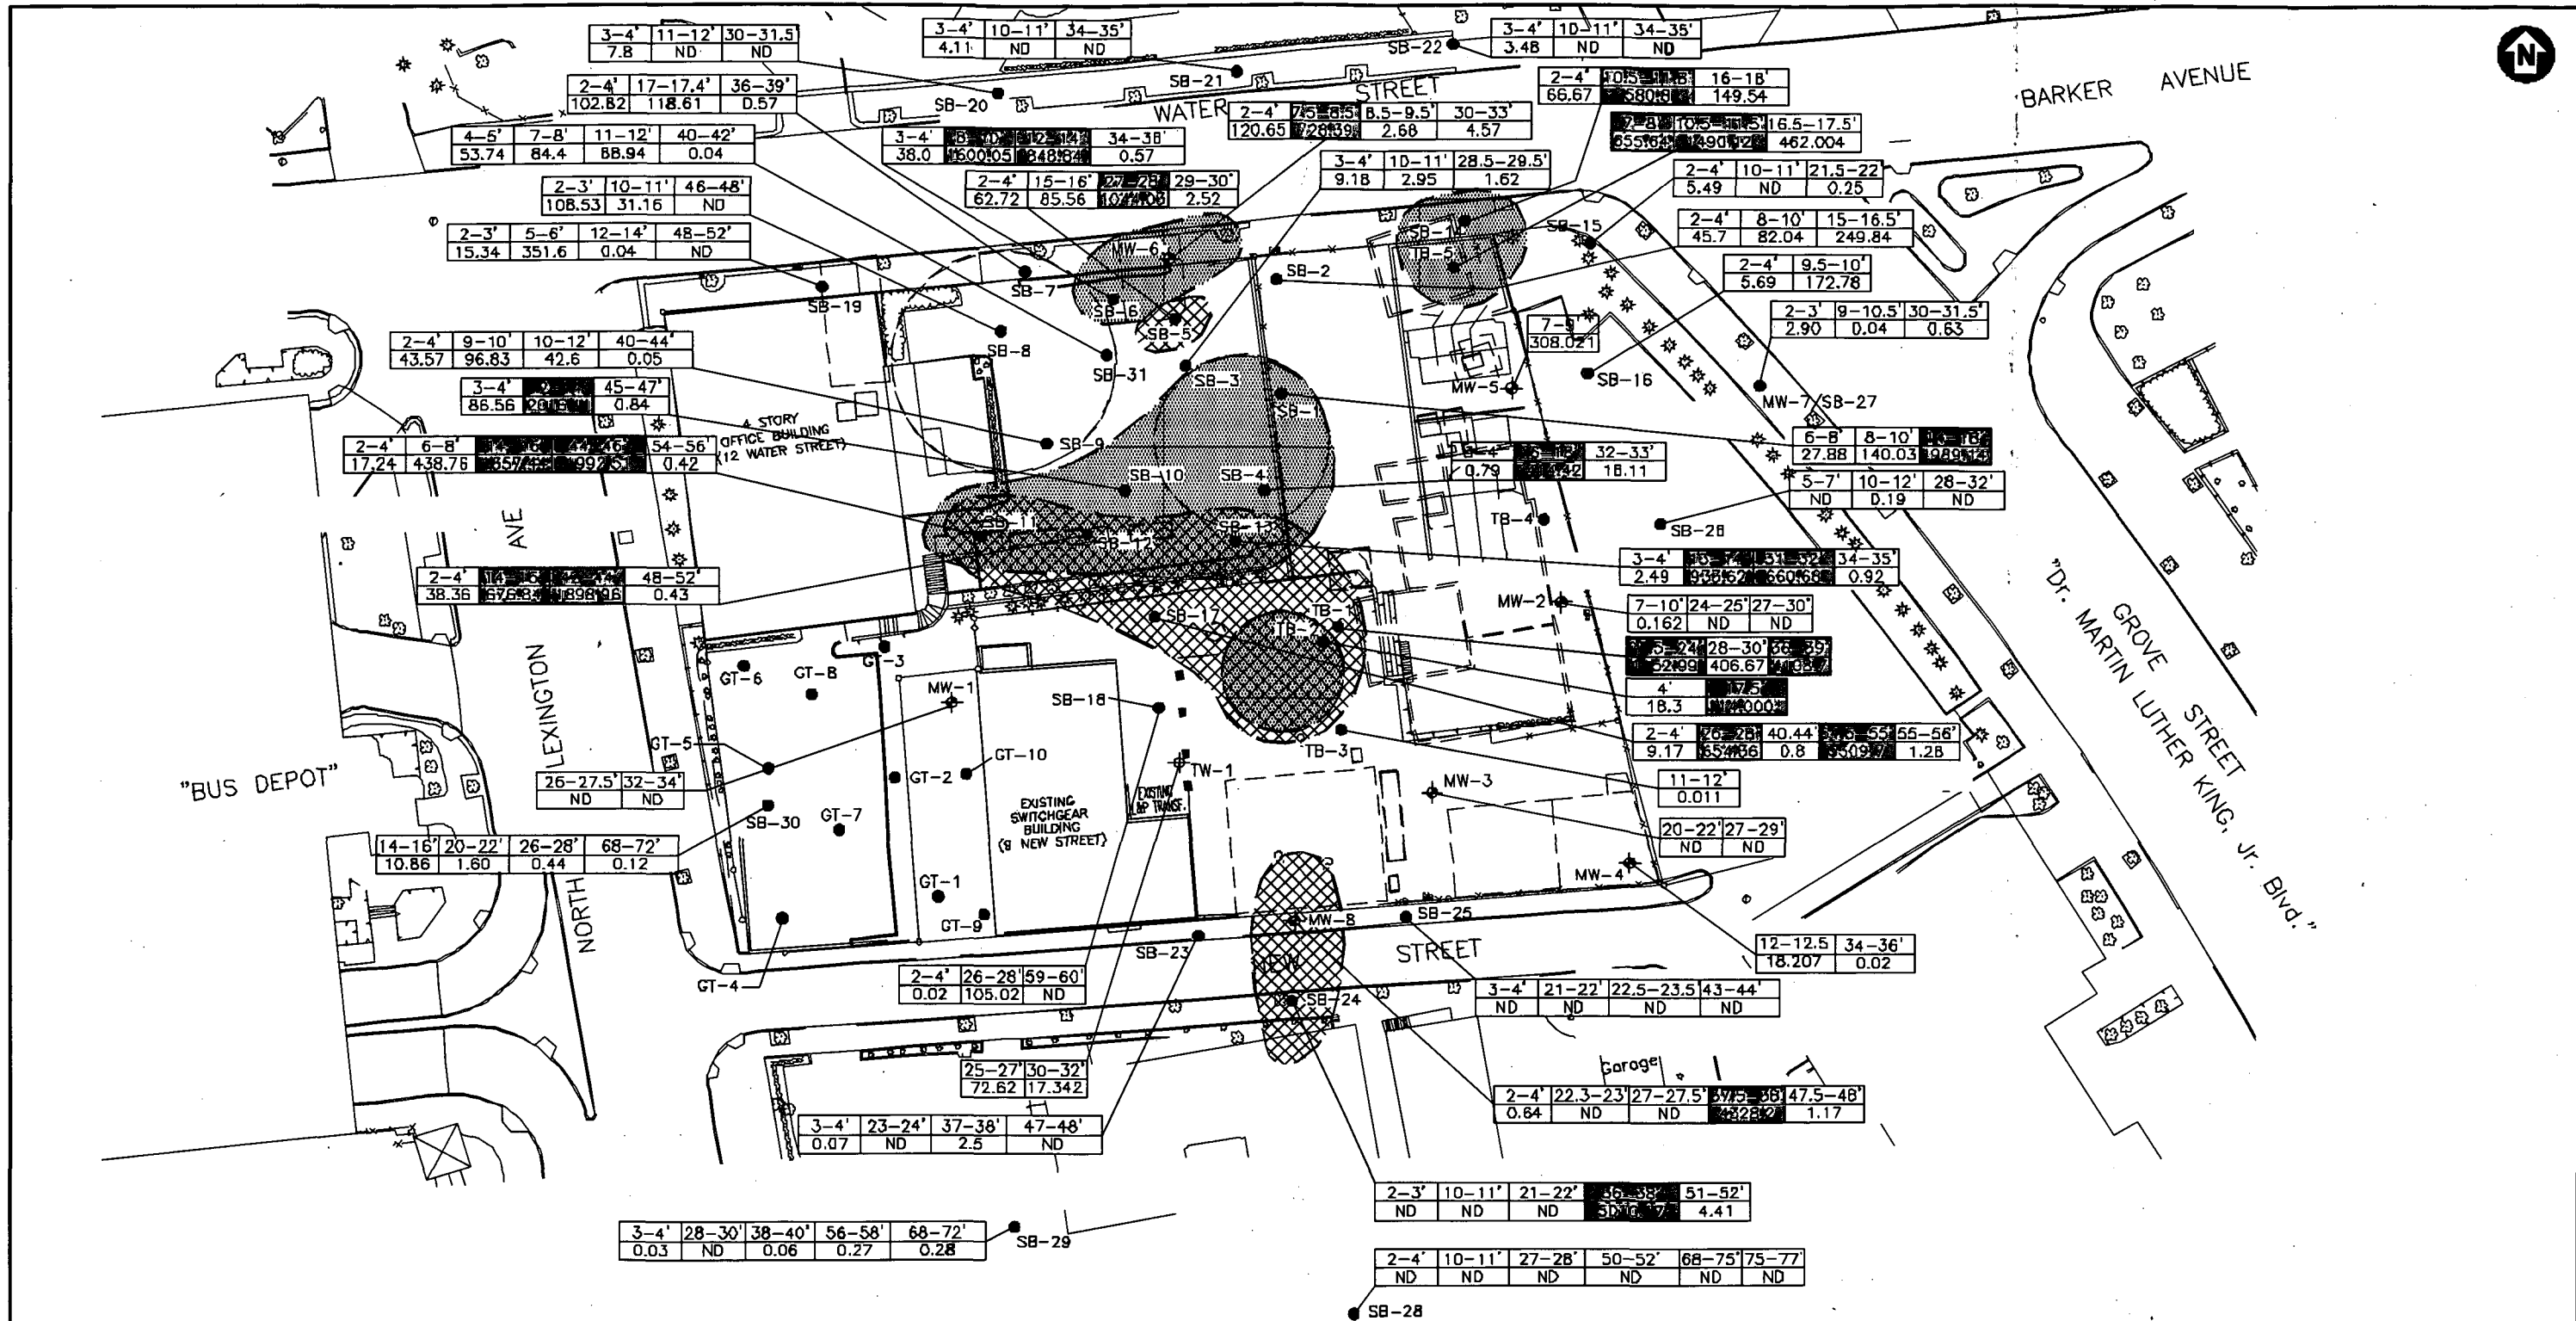 3-4' 11-12' 30-31.5'
7.8 ND ND
3-4' 10-11' 34-35'
4.11 ND ND
3-4' 10-11' 34-35'
3.48 ND ND
N
SB-22
SB-21
SB-20
WATER STREET
BARKER AVENUE
2-4' 17-17.4' 36-39'
102.82 118.61 0.57
2-4' 16-18'
66.67 149.54
2-4' 8.5-9.5' 30-33'
120.65 2.68 4.57
4-5' 7-8' 11-12' 40-42'
53.74 84.4 88.94 0.04
3-4' 34-38'
38.0 0.57
16.5-17.5'
462.004
3-4' 10-11' 28.5-29.5'
9.18 2.95 1.62
2-4' 10-11' 21.5-22'
5.49 ND 0.25
2-3' 10-11' 46-48'
108.53 31.16 ND
2-4' 15-16' 29-30'
62.72 85.56 2.52
2-3' 5-6' 12-14' 48-52'
15.34 351.6 0.04 ND
2-4' 8-10' 15-16.5'
45.7 82.04 249.84
2-4' 9.5-10'
5.69 172.78
2-3' 9-10.5' 30-31.5'
2.90 0.04 0.63
MW-6
SB-15
TB-5
SB-2
SB-7
SB-19
SB-6
SB-5
SB-8
SB-31
SB-3
7-9'
308.021
MW-5
SB-16
MW-7/SB-27
SB-1
2-4' 9-10' 10-12' 40-44'
43.57 96.83 42.6 0.05
3-4' 45-47'
86.56 0.84
4 STORY
OFFICE BUILDING
(12 WATER STREET)
SB-9
2-4' 6-8' 54-56'
17.24 438.76 0.42
6-8' 8-10'
27.88 140.03
32-33'
0.79 18.11
SB-10
SB-4
5-7' 10-12' 28-32'
ND 0.19 ND
SB-11
SB-12
SB-13
TB-4
SB-26
3-4' 34-35'
2.49 0.92
2-4' 48-52'
38.36 0.43
MW-2
7-10' 24-25' 27-30'
0.162 ND ND
SB-17
TB-1
28-30'
406.67
4'
18.3
2-4' 40.44' 55-56'
9.17 0.8 1.28
GT-3
GT-6
GT-8
MW-1
SB-18
GT-5
TB-3
11-12'
0.011
26-27.5' 32-34'
ND ND
GT-2
GT-10
TW-1
MW-3
EXISTING
SWITCHGEAR
BUILDING
(9 NEW STREET)
20-22' 27-29'
ND ND
SB-30
GT-7
14-16' 20-22' 26-28' 68-72'
10.86 1.60 0.44 0.12
MW-4
GT-1
GT-9
GT-4
MW-8
SB-25
SB-23
NEW STREET
SB-24
12-12.5 34-36'
18.207 0.02
2-4' 26-28' 59-60'
0.02 105.02 ND
3-4' 21-22' 22.5-23.5' 43-44'
ND ND ND ND
25-27' 30-32'
72.62 17.342
Garage
2-4' 22.3-23' 27-27.5' 47.5-48'
0.64 ND ND 1.17
3-4' 23-24' 37-38' 47-48'
0.07 ND 2.5 ND
2-3' 10-11' 21-22' 51-52'
ND ND ND 4.41
3-4' 28-30' 38-40' 56-58' 68-72'
0.03 ND 0.06 0.27 0.28
SB-29
2-4' 10-11' 27-28' 50-52' 68-75' 75-77'
ND ND ND ND ND ND
SB-28
"BUS DEPOT"
NORTH LEXINGTON AVE
GROVE STREET
"Dr. MARTIN LUTHER KING, Jr. Blvd."